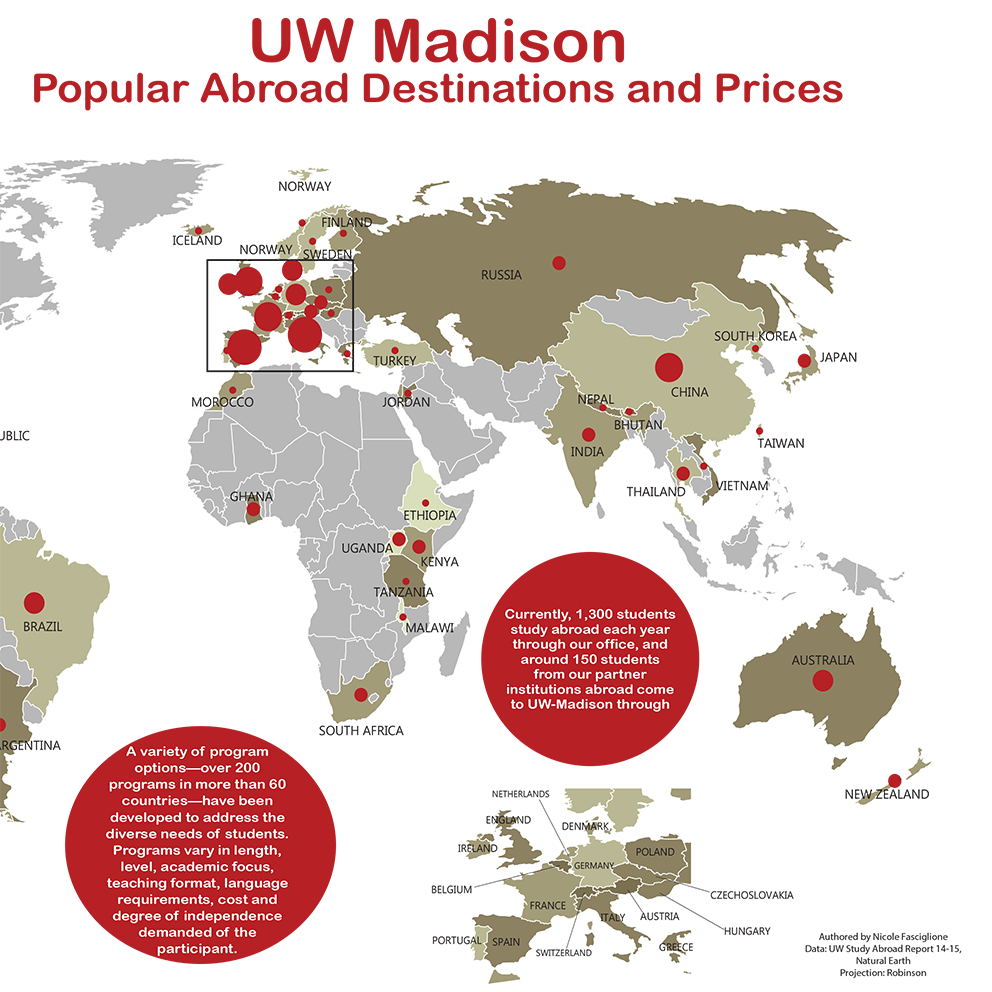 UW Madison
Popular Abroad Destinations and Prices
NORWAY
ICELAND
FINLAND
NORWAY
SWEDEN
RUSSIA
SOUTH KOREA
JAPAN
TURKEY
CHINA
MOROCCO
JORDAN
NEPAL
BHUTAN
UBLIC
TAIWAN
INDIA
GHANA
THAILAND
VIETNAM
ETHIOPIA
UGANDA
KENYA
TANZANIA
BRAZIL
MALAWI
AUSTRALIA
SOUTH AFRICA
RGENTINA
NEW ZEALAND
Currently, 1,300 students
study abroad each year
through our office, and
around 150 students
from our partner
institutions abroad come
to UW-Madison through
A variety of program
options—over 200
programs in more than 60
countries—have been
developed to address the
diverse needs of students.
Programs vary in length,
level, academic focus,
teaching format, language
requirements, cost and
degree of independence
demanded of the
participant.
NETHERLANDS
ENGLAND
DENMARK
IRELAND
POLAND
GERMANY
BELGIUM
CZECHOSLOVAKIA
FRANCE
ITALY
AUSTRIA
HUNGARY
PORTUGAL
SPAIN
SWITZERLAND
GREECE
Authored by Nicole Fasciglione
Data: UW Study Abroad Report 14-15,
Natural Earth
Projection: Robinson